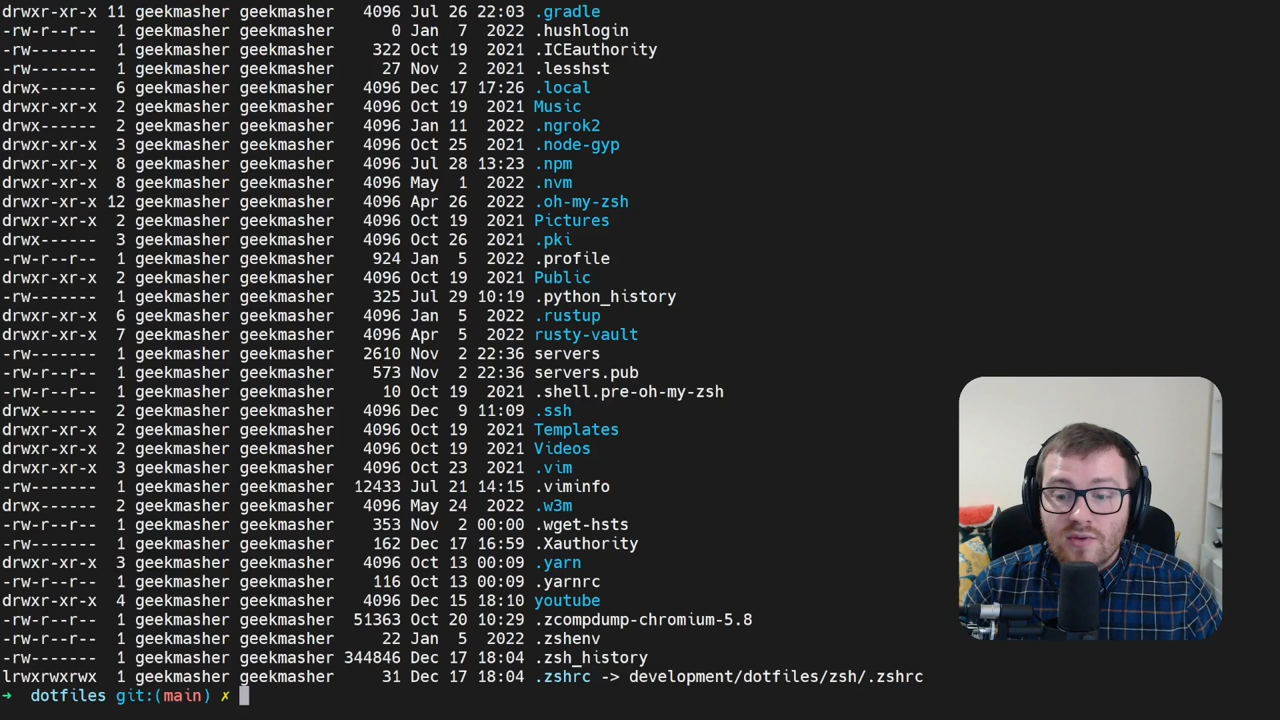 drwxr-xr-x 11 geekmasher geekmasher   4096 Jul 26 22:03 .gradle
-rw-r--r--  1 geekmasher geekmasher      0 Jan  7  2022 .hushlogin
-rw-------  1 geekmasher geekmasher    322 Oct 19  2021 .ICEauthority
-rw-------  1 geekmasher geekmasher     27 Nov  2  2021 .lesshst
drwx------  6 geekmasher geekmasher   4096 Dec 17 17:26 .local
drwxr-xr-x  2 geekmasher geekmasher   4096 Oct 19  2021 Music
drwx------  2 geekmasher geekmasher   4096 Jan 11  2022 .ngrok2
drwxr-xr-x  3 geekmasher geekmasher   4096 Oct 25  2021 .node-gyp
drwxr-xr-x  8 geekmasher geekmasher   4096 Jul 28 13:23 .npm
drwxr-xr-x  8 geekmasher geekmasher   4096 May  1  2022 .nvm
drwxr-xr-x 12 geekmasher geekmasher   4096 Apr 26  2022 .oh-my-zsh
drwxr-xr-x  2 geekmasher geekmasher   4096 Oct 19  2021 Pictures
drwx------  3 geekmasher geekmasher   4096 Oct 26  2021 .pki
-rw-r--r--  1 geekmasher geekmasher    924 Jan  5  2022 .profile
drwxr-xr-x  2 geekmasher geekmasher   4096 Oct 19  2021 Public
-rw-------  1 geekmasher geekmasher    325 Jul 29 10:19 .python_history
drwxr-xr-x  6 geekmasher geekmasher   4096 Jan  5  2022 .rustup
drwxr-xr-x  7 geekmasher geekmasher   4096 Apr  5  2022 rusty-vault
-rw-------  1 geekmasher geekmasher   2610 Nov  2 22:36 servers
-rw-r--r--  1 geekmasher geekmasher    573 Nov  2 22:36 servers.pub
-rw-r--r--  1 geekmasher geekmasher     10 Oct 19  2021 .shell.pre-oh-my-zsh
drwx------  2 geekmasher geekmasher   4096 Dec  9 11:09 .ssh
drwxr-xr-x  2 geekmasher geekmasher   4096 Oct 19  2021 Templates
drwxr-xr-x  2 geekmasher geekmasher   4096 Oct 19  2021 Videos
drwxr-xr-x  3 geekmasher geekmasher   4096 Oct 23  2021 .vim
-rw-------  1 geekmasher geekmasher  12433 Jul 21 14:15 .viminfo
drwx------  2 geekmasher geekmasher   4096 May 24  2022 .w3m
-rw-r--r--  1 geekmasher geekmasher    353 Nov  2 00:00 .wget-hsts
-rw-------  1 geekmasher geekmasher    162 Dec 17 16:59 .Xauthority
drwxr-xr-x  3 geekmasher geekmasher   4096 Oct 13 00:09 .yarn
-rw-r--r--  1 geekmasher geekmasher    116 Oct 13 00:09 .yarnrc
drwxr-xr-x  4 geekmasher geekmasher   4096 Dec 15 18:10 youtube
-rw-r--r--  1 geekmasher geekmasher  51363 Oct 20 10:29 .zcompdump-chromium-5.8
-rw-r--r--  1 geekmasher geekmasher     22 Jan  5  2022 .zshenv
-rw-------  1 geekmasher geekmasher 344846 Dec 17 18:04 .zsh_history
lrwxrwxrwx  1 geekmasher geekmasher     31 Dec 17 18:04 .zshrc -> development/dotfiles/zsh/.zshrc
➜  dotfiles git:(main) ✗